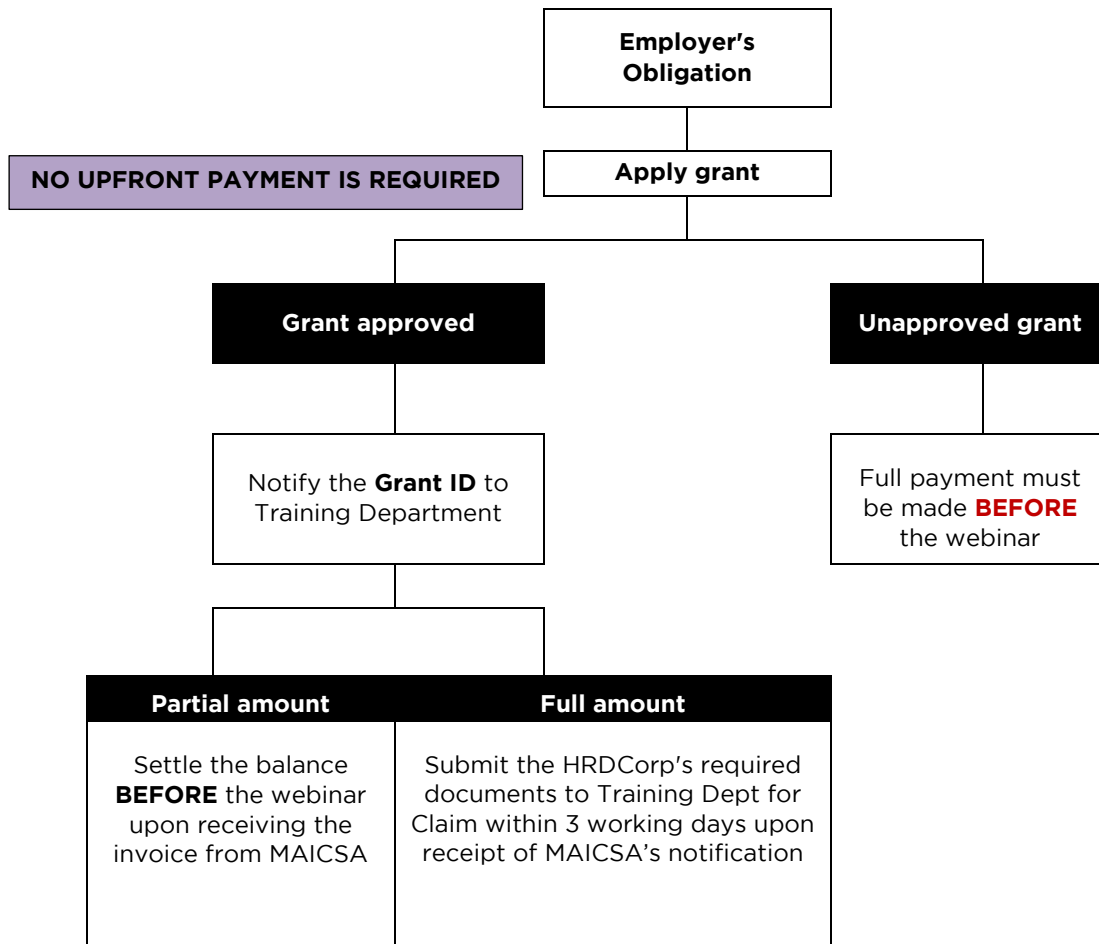 Employer's
Obligation
NO UPFRONT PAYMENT IS REQUIRED
Apply grant
Grant approved
Unapproved grant
Notify the Grant ID to
Training Department
Full payment must
be made BEFORE
the webinar
Partial amount
Full amount
Settle the balance
BEFORE the webinar
upon receiving the
invoice from MAICSA
Submit the HRDCorp's required
documents to Training Dept for
Claim within 3 working days upon
receipt of MAICSA’s notification